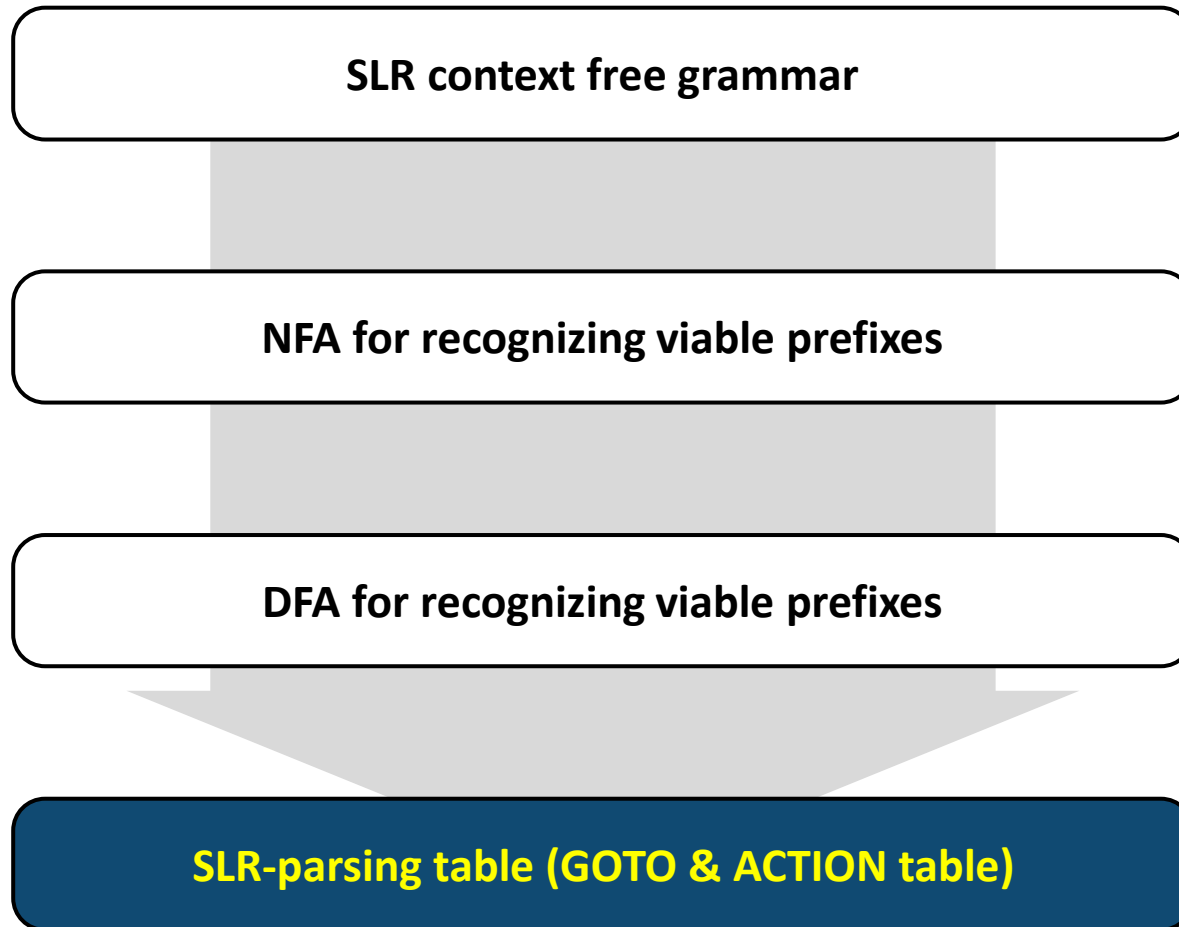 SLR context free grammar
NFA for recognizing viable prefixes
DFA for recognizing viable prefixes
SLR-parsing table (GOTO & ACTION table)